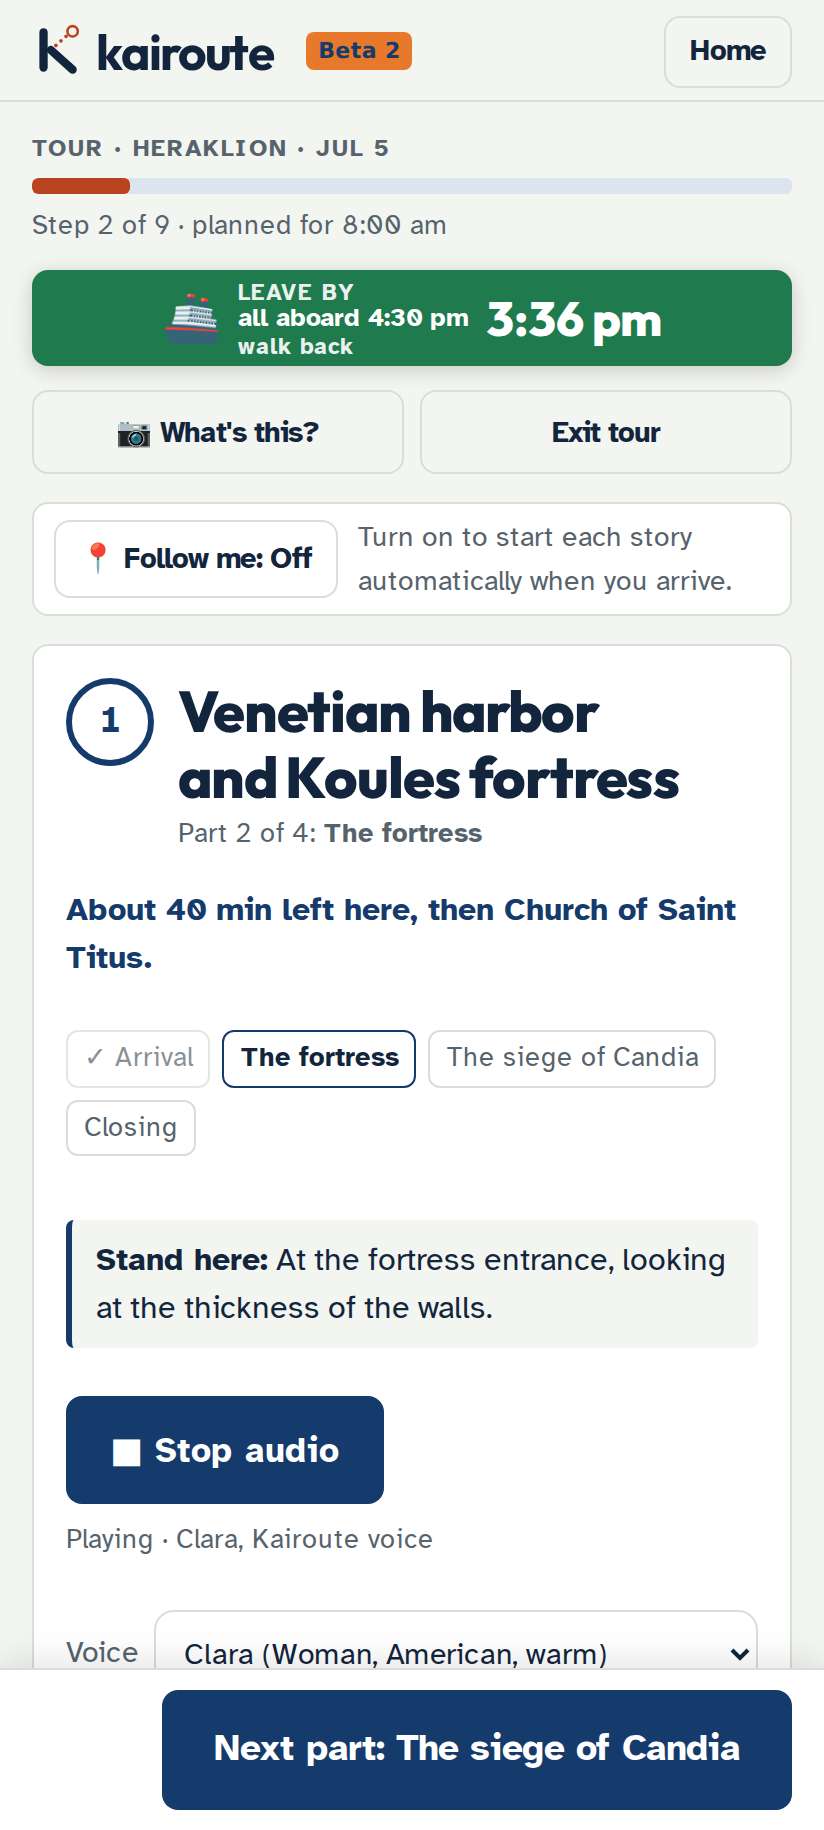 kairoute
Beta 2
Home
TOUR · HERAKLION · JUL 5
Step 2 of 9 · planned for 8:00 am
LEAVE BY
all aboard 4:30 pm
walk back
3:36 pm
What's this?
Exit tour
Follow me: Off
Turn on to start each story
automatically when you arrive.
1
Venetian harbor
and Koules fortress
Part 2 of 4: The fortress
About 40 min left here, then Church of Saint
Titus.
✓ Arrival
The fortress
The siege of Candia
Closing
Stand here: At the fortress entrance, looking
at the thickness of the walls.
Stop audio
Playing · Clara, Kairoute voice
Voice
Clara (Woman, American, warm)
Next part: The siege of Candia